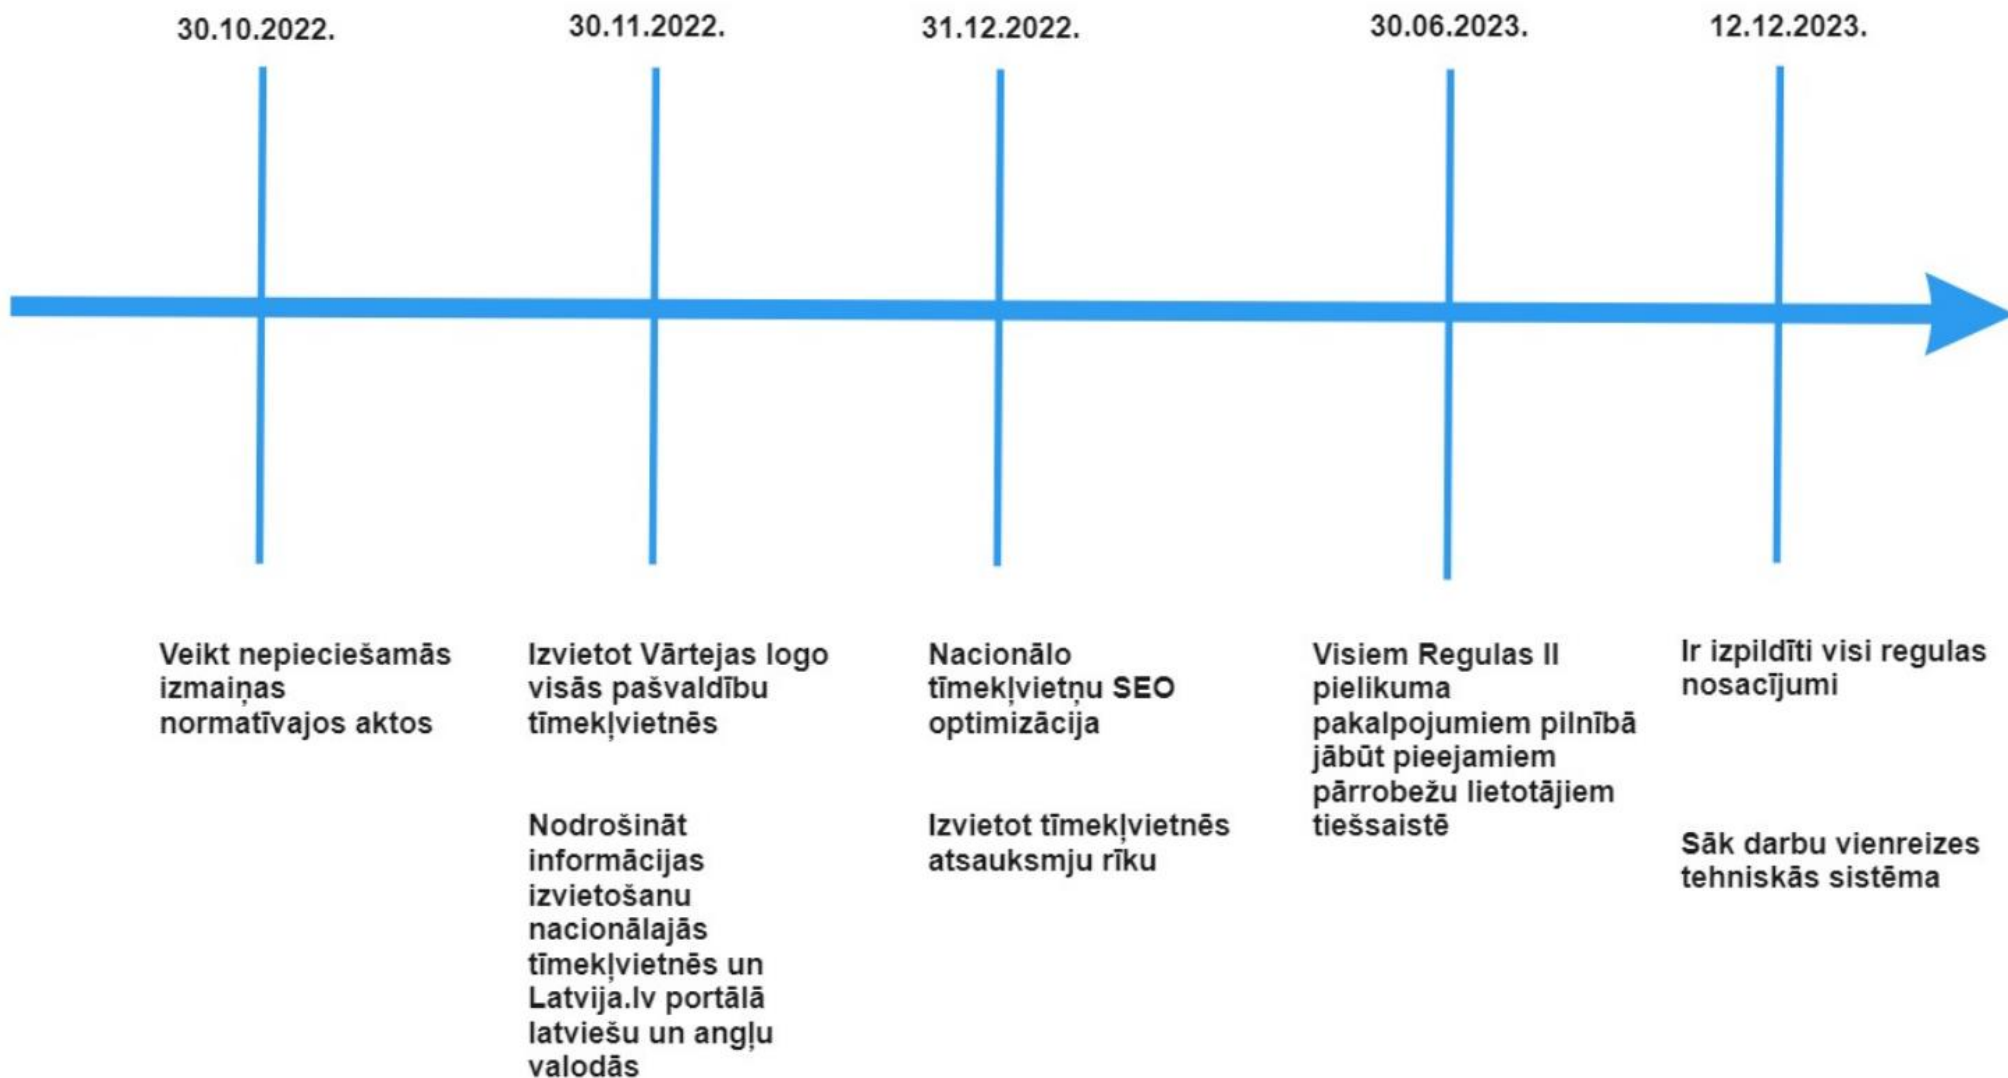 30.10.2022.
30.11.2022.
31.12.2022.
30.06.2023.
12.12.2023.
Veikt nepieciešamās
izmaiņas
normatīvajos aktos
Izvietot Vārtejas logo
visās pašvaldību
tīmekļvietnēs
Nodrošināt
informācijas
izvietošanu
nacionālajās
tīmekļvietnēs un
Latvija.lv portālā
latviešu un angļu
valodās
Nacionālo
tīmekļvietņu SEO
optimizācija
Izvietot tīmekļvietnēs
atsauksmju rīku
Visiem Regulas II
pielikuma
pakalpojumiem pilnībā
jābūt pieejamiem
pārrobežu lietotājiem
tiešsaistē
Ir izpildīti visi regulas
nosacījumi
Sāk darbu vienreizes
tehniskās sistēma